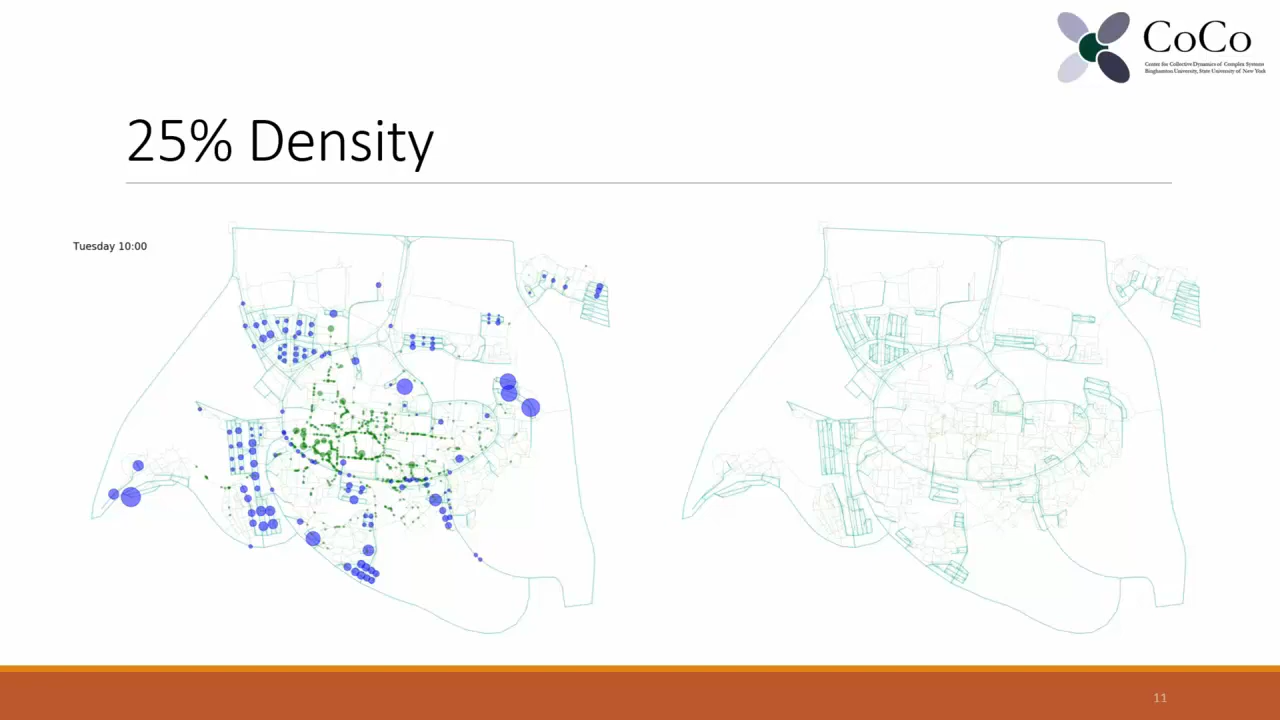 CoCo
Center for Collective Dynamics of Complex Systems
Binghamton University, State University of New York
25% Density
Tuesday 10:00
11